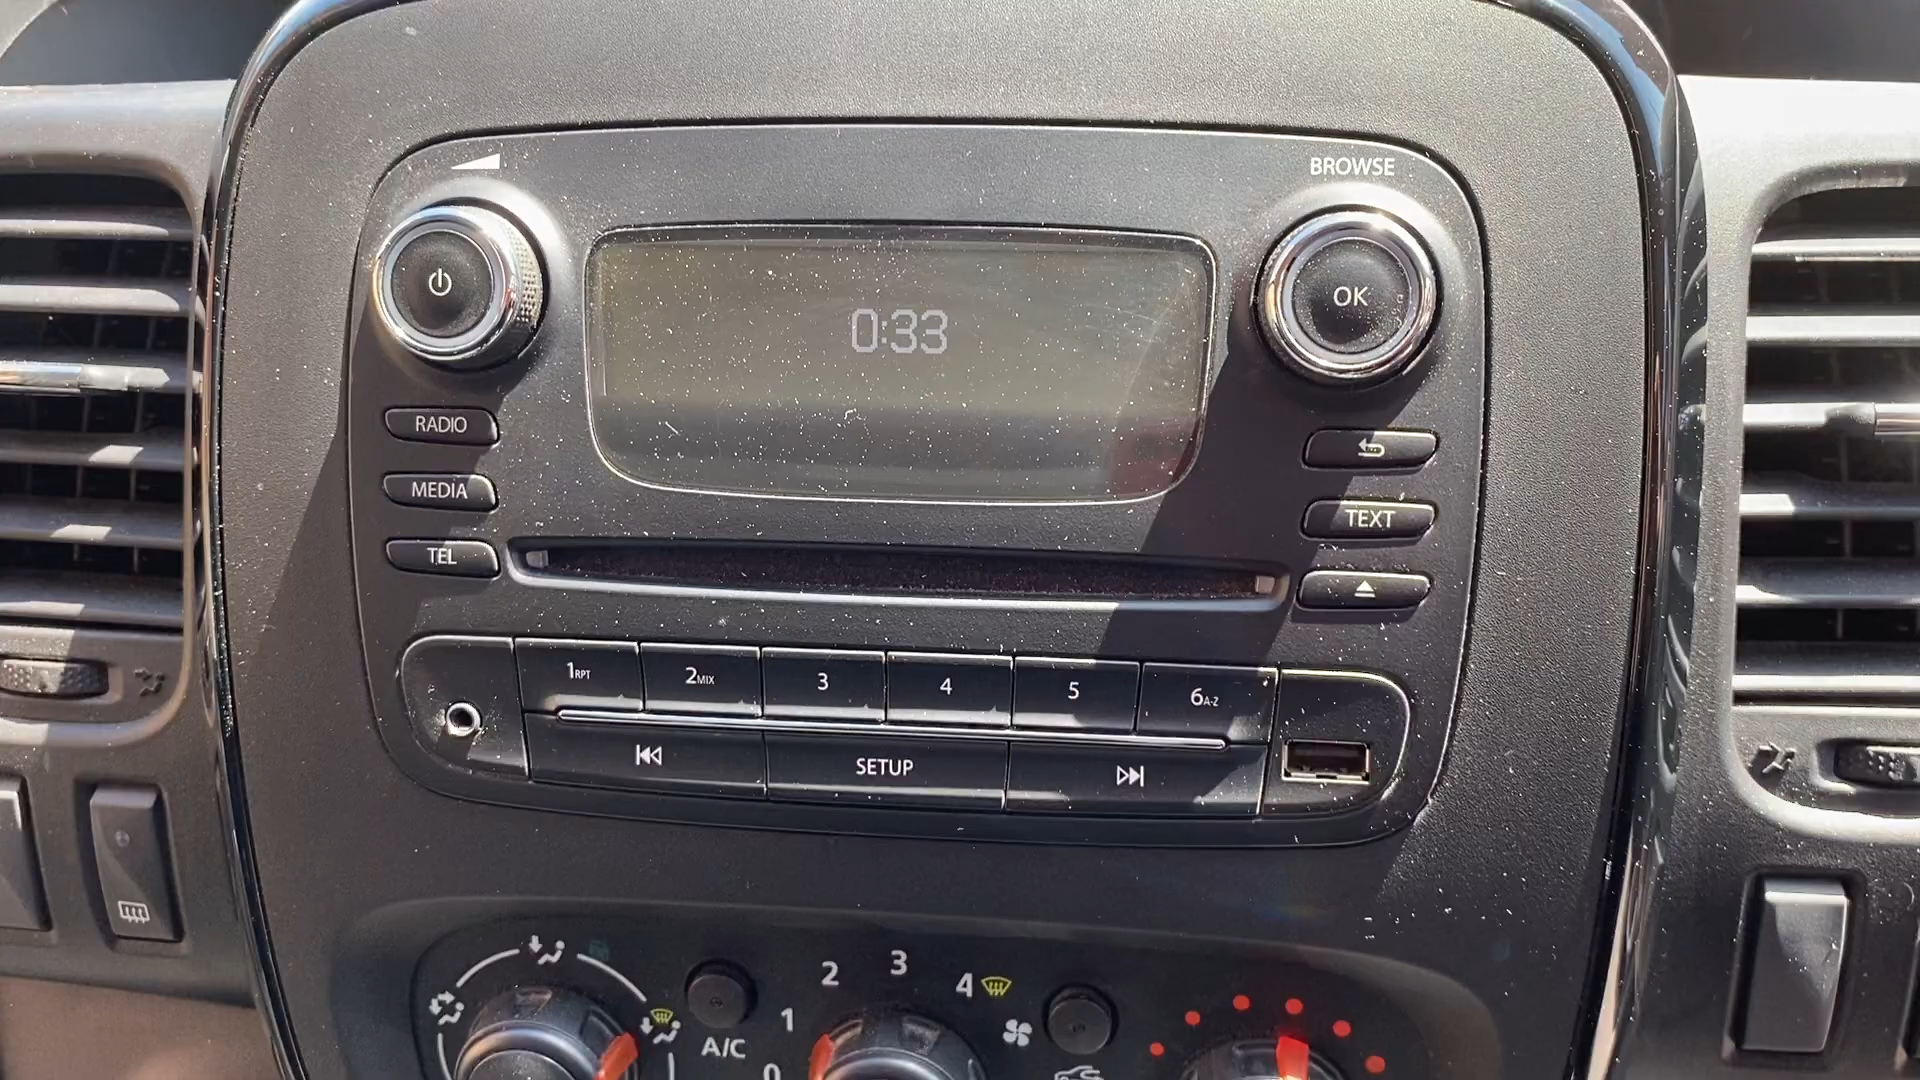 BROWSE
OK
0:33
RADIO
MEDIA
TEL
TEXT
1RPT
2MIX
3
4
5
6A-Z
SETUP
0
1
2
3
4
A/C